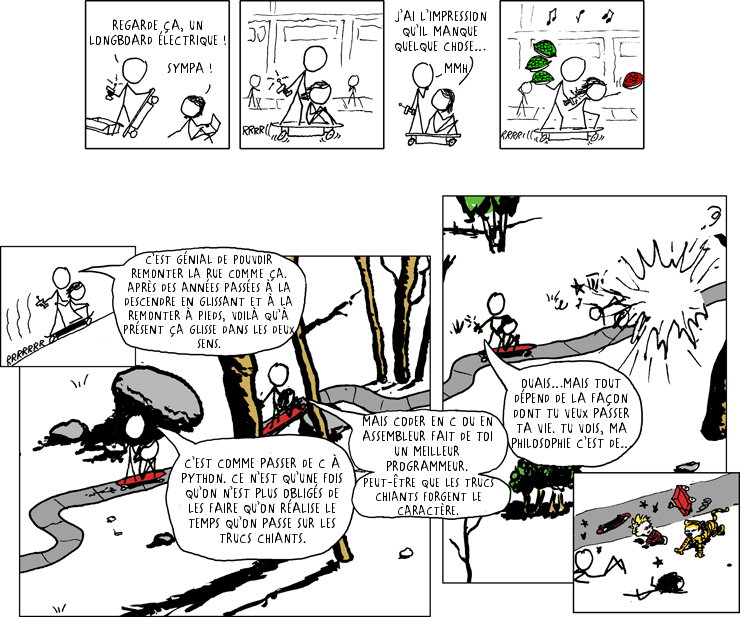 REGARDE ÇA, UN
LONGBOARD ÉLECTRIQUE !
SYMPA !
RRRR
J'AI L'IMPRESSION
QU'IL MANQUE
QUELQUE CHOSE...
MMH
RRRR
C'EST GÉNIAL DE POUVOIR
REMONTER LA RUE COMME ÇA.
APRÈS DES ANNÉES PASSÉES À LA
DESCENDRE EN GLISSANT ET À LA
REMONTER À PIEDS, VOILÀ QU'À
PRÉSENT ÇA GLISSE DANS LES DEUX
SENS.
RRRRRRR
C'EST COMME PASSER DE C À
PYTHON. CE N'EST QU'UNE FOIS
QU'ON N'EST PLUS OBLIGÉS DE
LES FAIRE QU'ON RÉALISE LE
TEMPS QU'ON PASSE SUR LES
TRUCS CHIANTS.
MAIS CODER EN C OU EN
ASSEMBLEUR FAIT DE TOI
UN MEILLEUR
PROGRAMMEUR.
PEUT-ÊTRE QUE LES TRUCS
CHIANTS FORGENT LE
CARACTÈRE.
OUAIS...MAIS TOUT
DÉPEND DE LA FAÇON
DONT TU VEUX PASSER
TA VIE. TU VOIS, MA
PHILOSOPHIE C'EST DE..